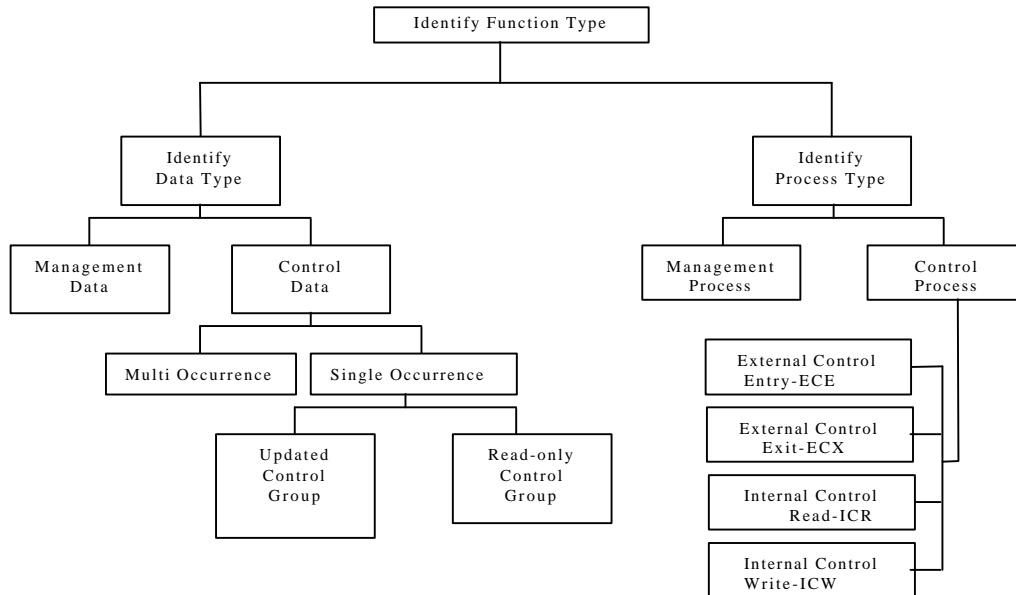 Identify Function Type
Identify
Data Type
Identify
Process Type
Management
Data
Control
Data
Management
Process
Control
Process
Multi Occurrence
Single Occurrence
External Control
Entry-ECE
Updated
Control
Group
Read-only
Control
Group
External Control
Exit-ECX
Internal Control
Read-ICR
Internal Control
Write-ICW